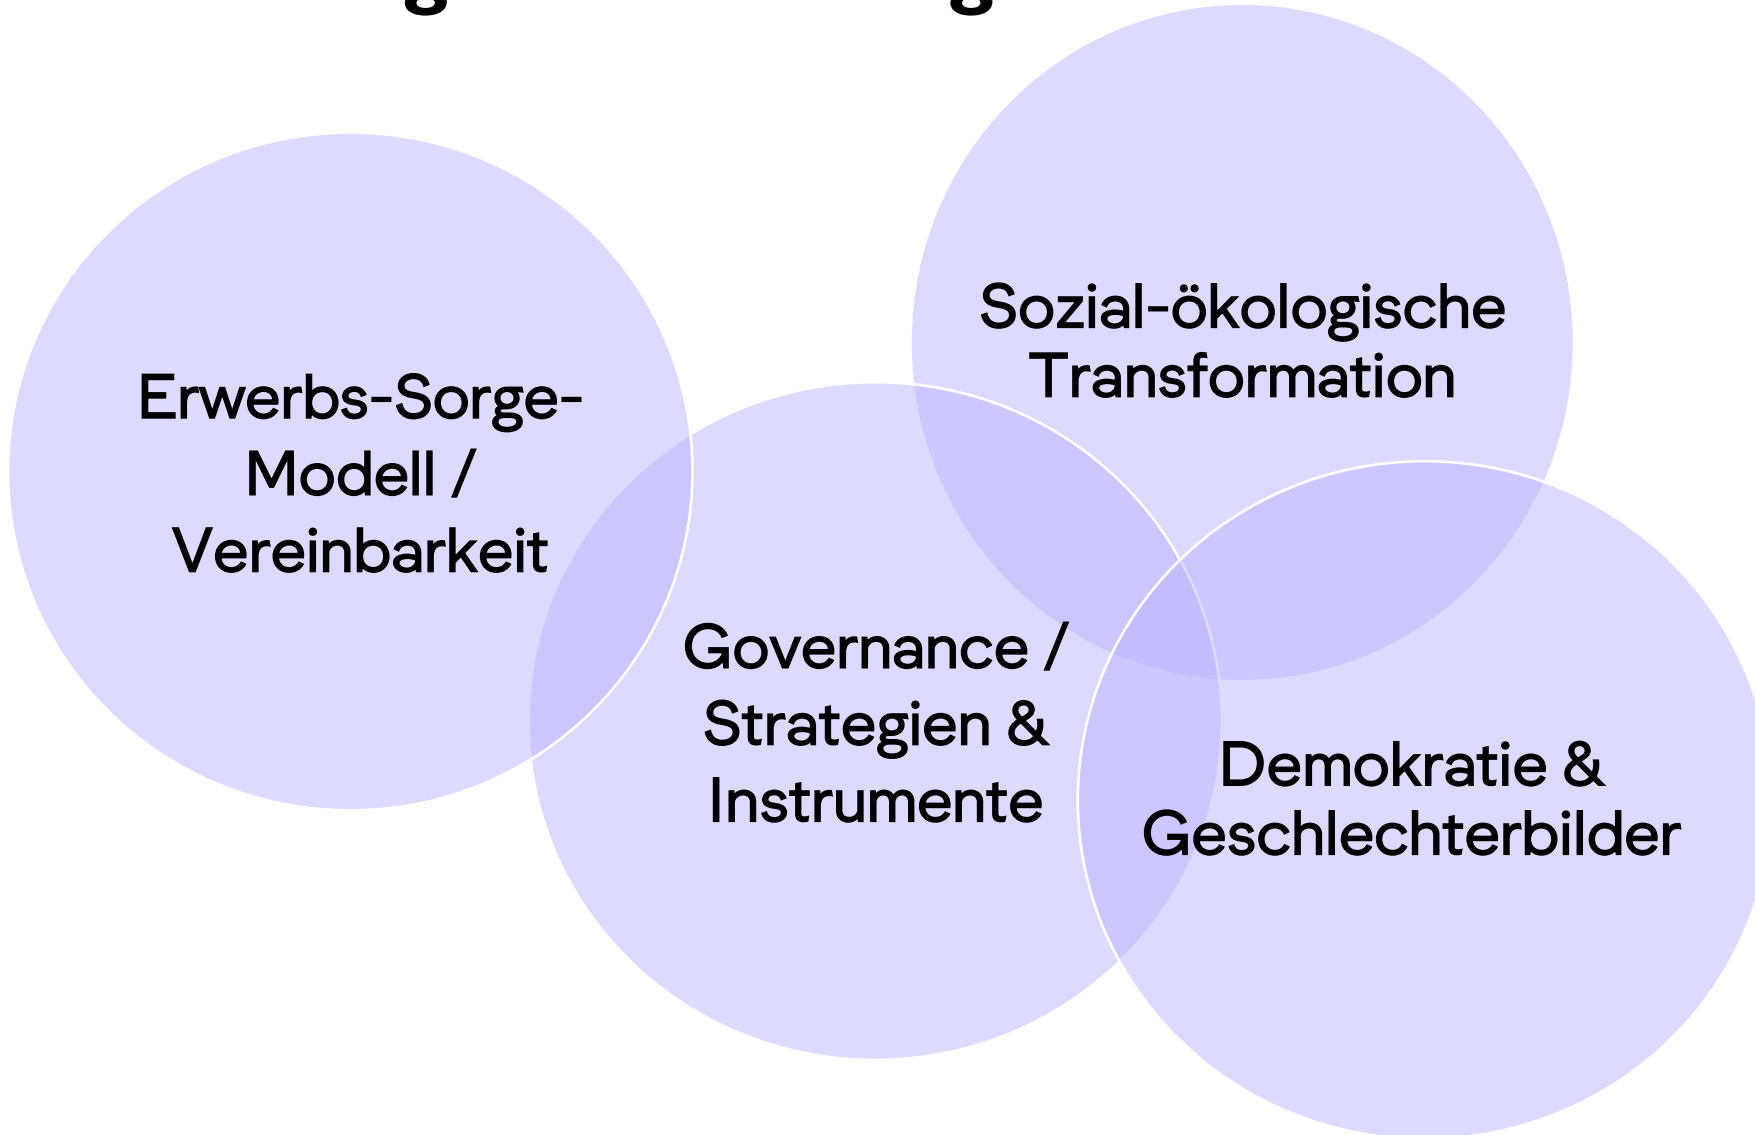 Sozial-ökologische
Transformation
Erwerbs-Sorge-
Modell /
Vereinbarkeit
Governance /
Strategien &
Instrumente
Demokratie &
Geschlechterbilder